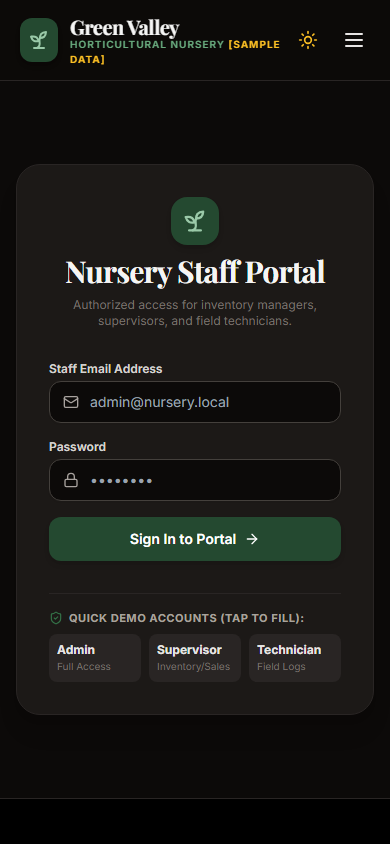 Green Valley
HORTICULTURAL NURSERY [SAMPLE
DATA]
Nursery Staff Portal
Authorized access for inventory managers,
supervisors, and field technicians.
Staff Email Address
admin@nursery.local
Password
••••••••
Sign In to Portal →
QUICK DEMO ACCOUNTS (TAP TO FILL):
Admin
Full Access
Supervisor
Inventory/Sales
Technician
Field Logs